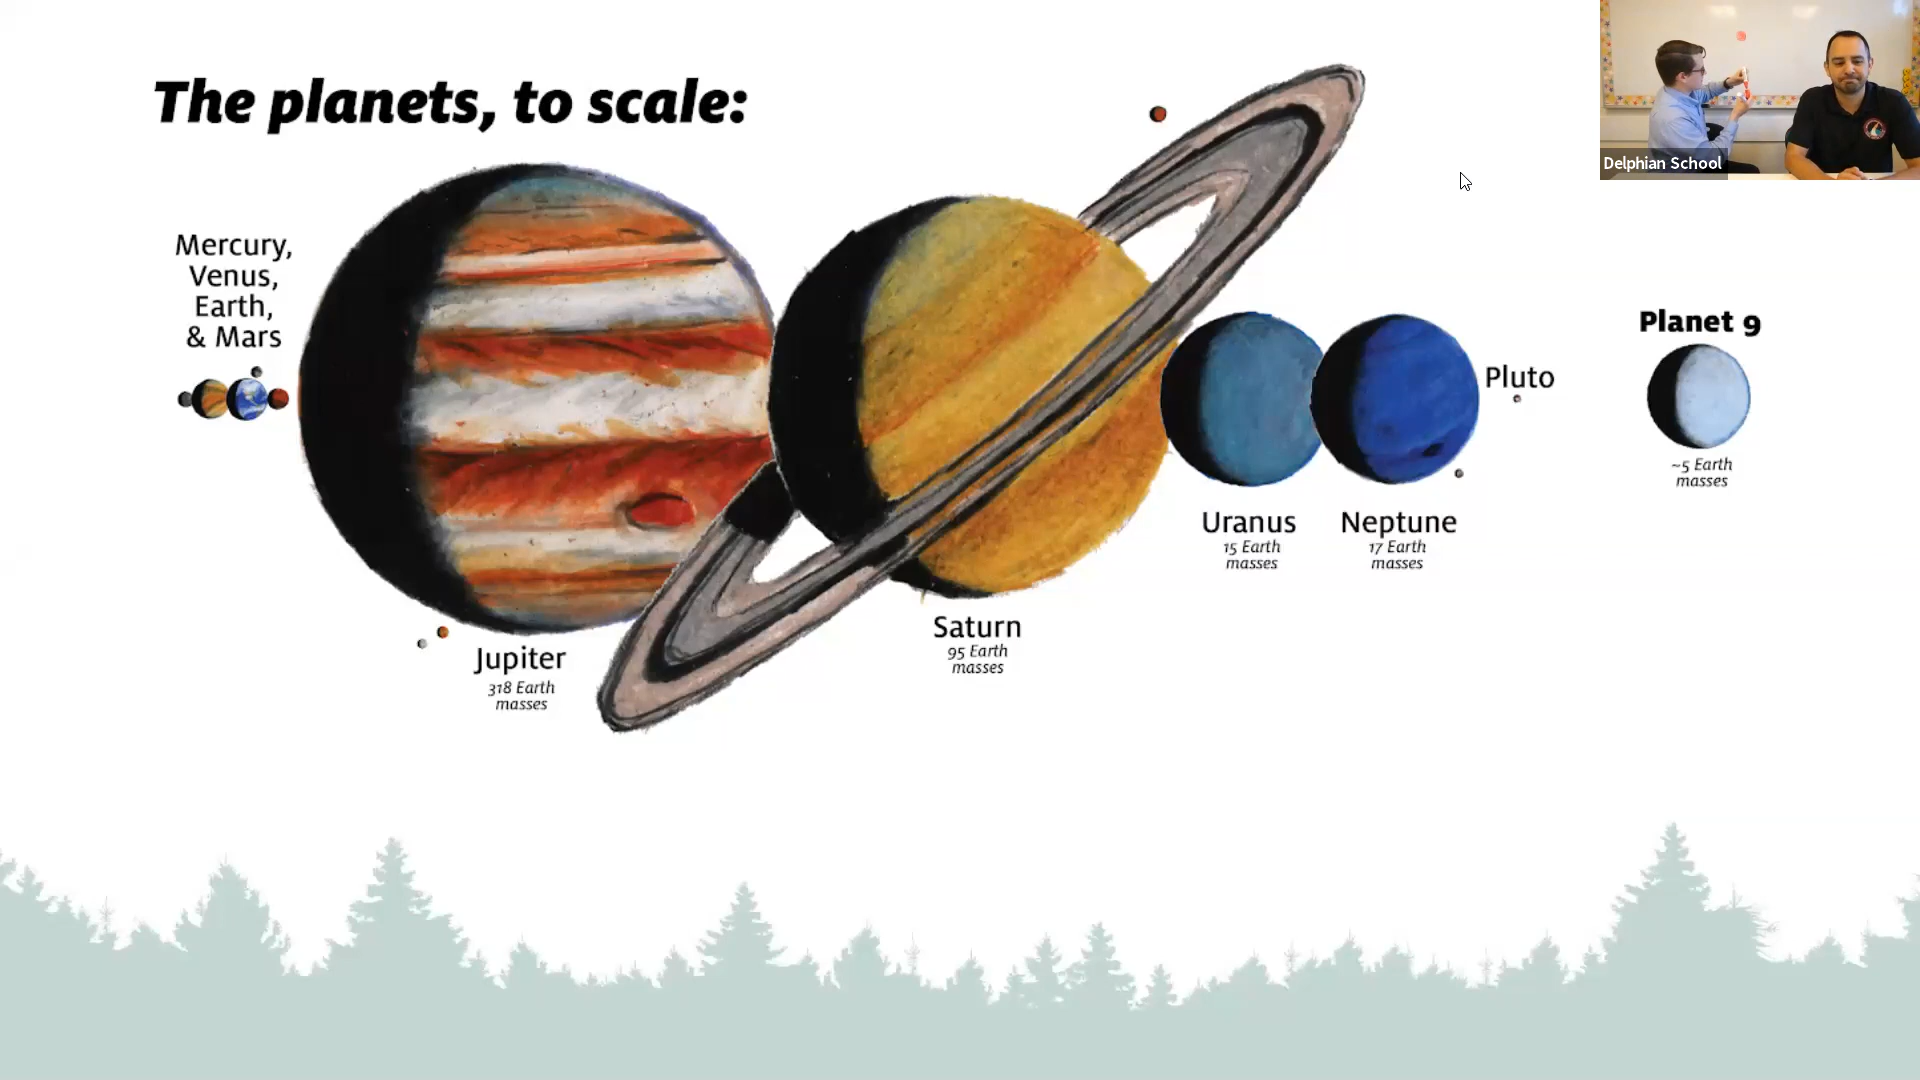 The planets, to scale:
Delphian School
Mercury,
Venus,
Earth,
& Mars
Planet 9
Pluto
~5 Earth
masses
Uranus
15 Earth
masses
Neptune
17 Earth
masses
Saturn
95 Earth
masses
Jupiter
318 Earth
masses